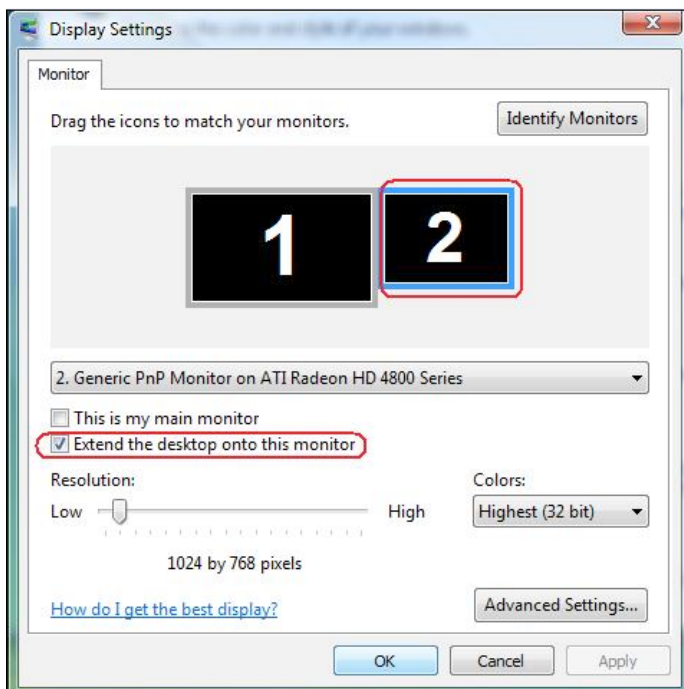 Display Settings
Monitor
Drag the icons to match your monitors.
Identify Monitors
1
2
2. Generic PnP Monitor on ATI Radeon HD 4800 Series
This is my main monitor
Extend the desktop onto this monitor
Resolution:
Colors:
Low
High
Highest (32 bit)
1024 by 768 pixels
How do I get the best display?
Advanced Settings...
OK
Cancel
Apply